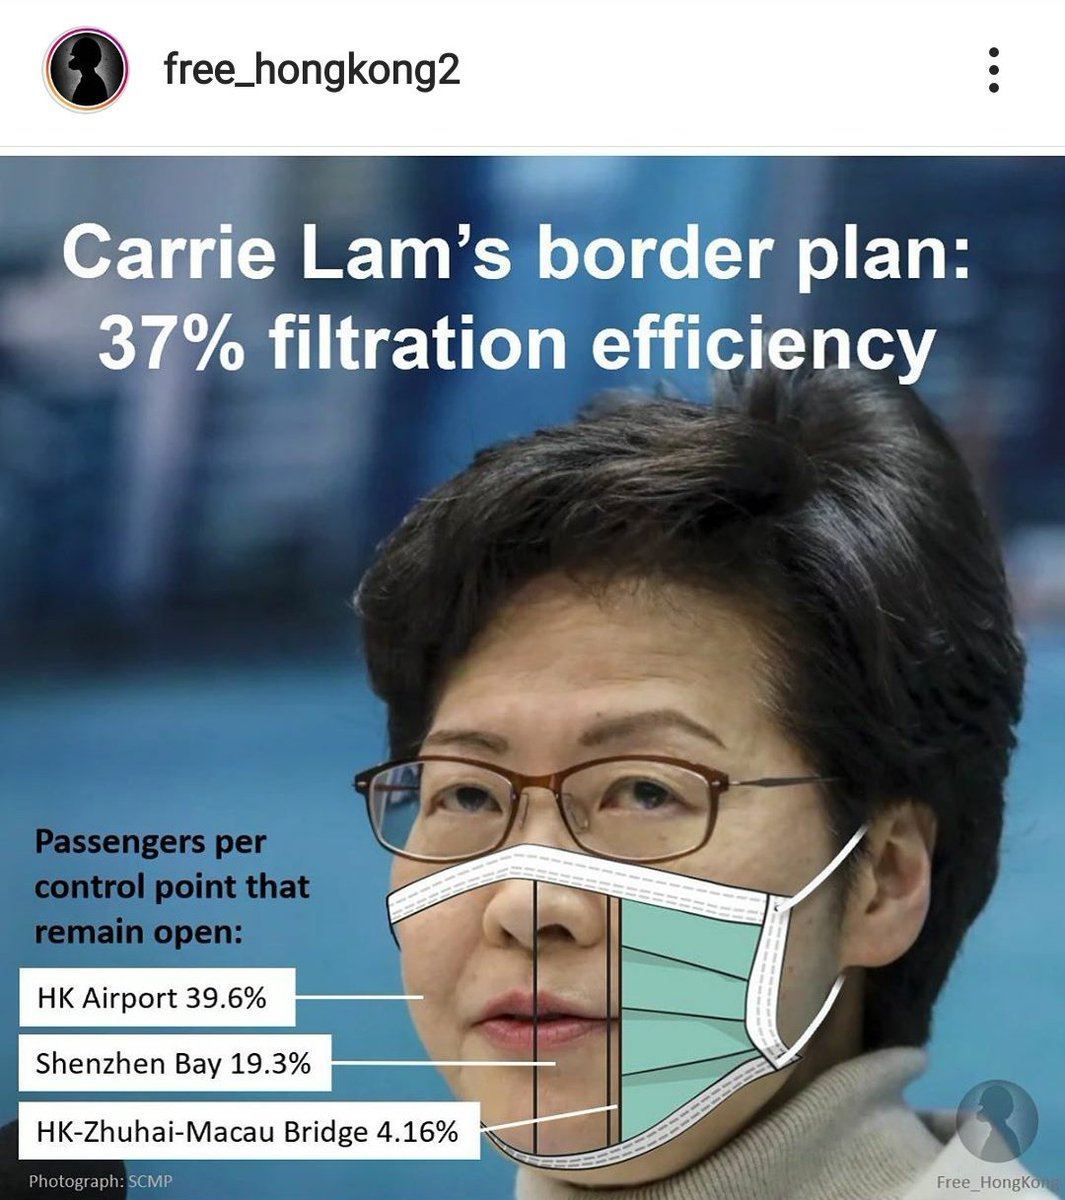 free_hongkong2
Carrie Lam’s border plan:
37% filtration efficiency
Passengers per
control point that
remain open:
HK Airport 39.6%
Shenzhen Bay 19.3%
HK-Zhuhai-Macau Bridge 4.16%
Photograph: SCMP
Free_HongKong